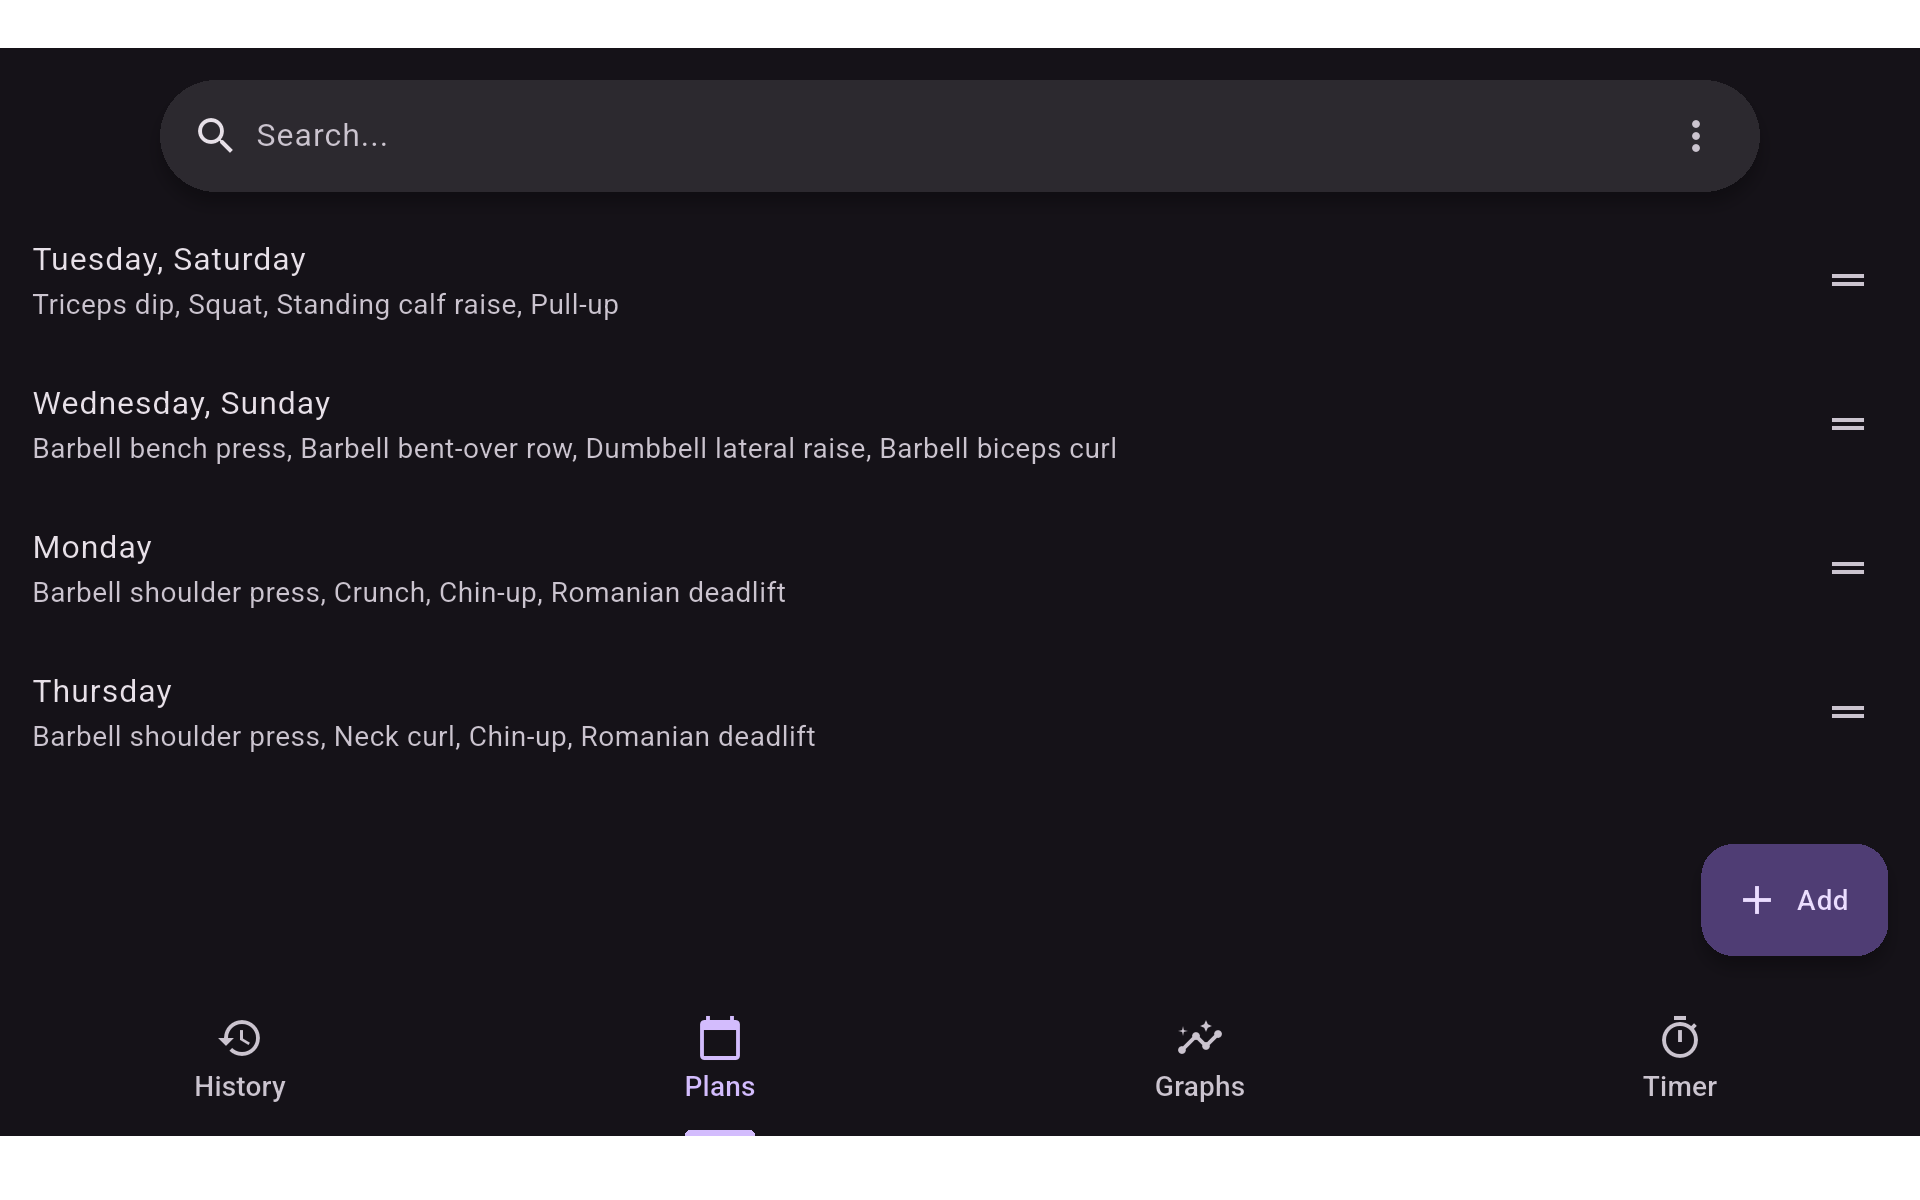 Search...
Tuesday, Saturday
Triceps dip, Squat, Standing calf raise, Pull-up
Wednesday, Sunday
Barbell bench press, Barbell bent-over row, Dumbbell lateral raise, Barbell biceps curl
Monday
Barbell shoulder press, Crunch, Chin-up, Romanian deadlift
Thursday
Barbell shoulder press, Neck curl, Chin-up, Romanian deadlift
Add
History
Plans
Graphs
Timer